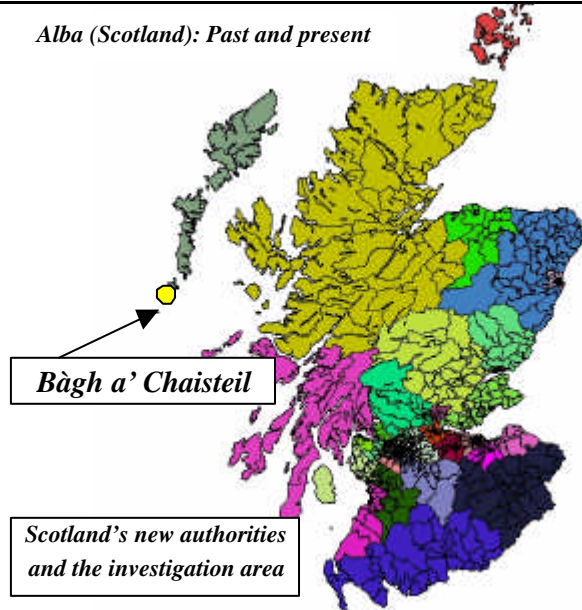 Alba (Scotland): Past and present
Bàgh a’ Chaisteil
Scotland’s new authorities
and the investigation area